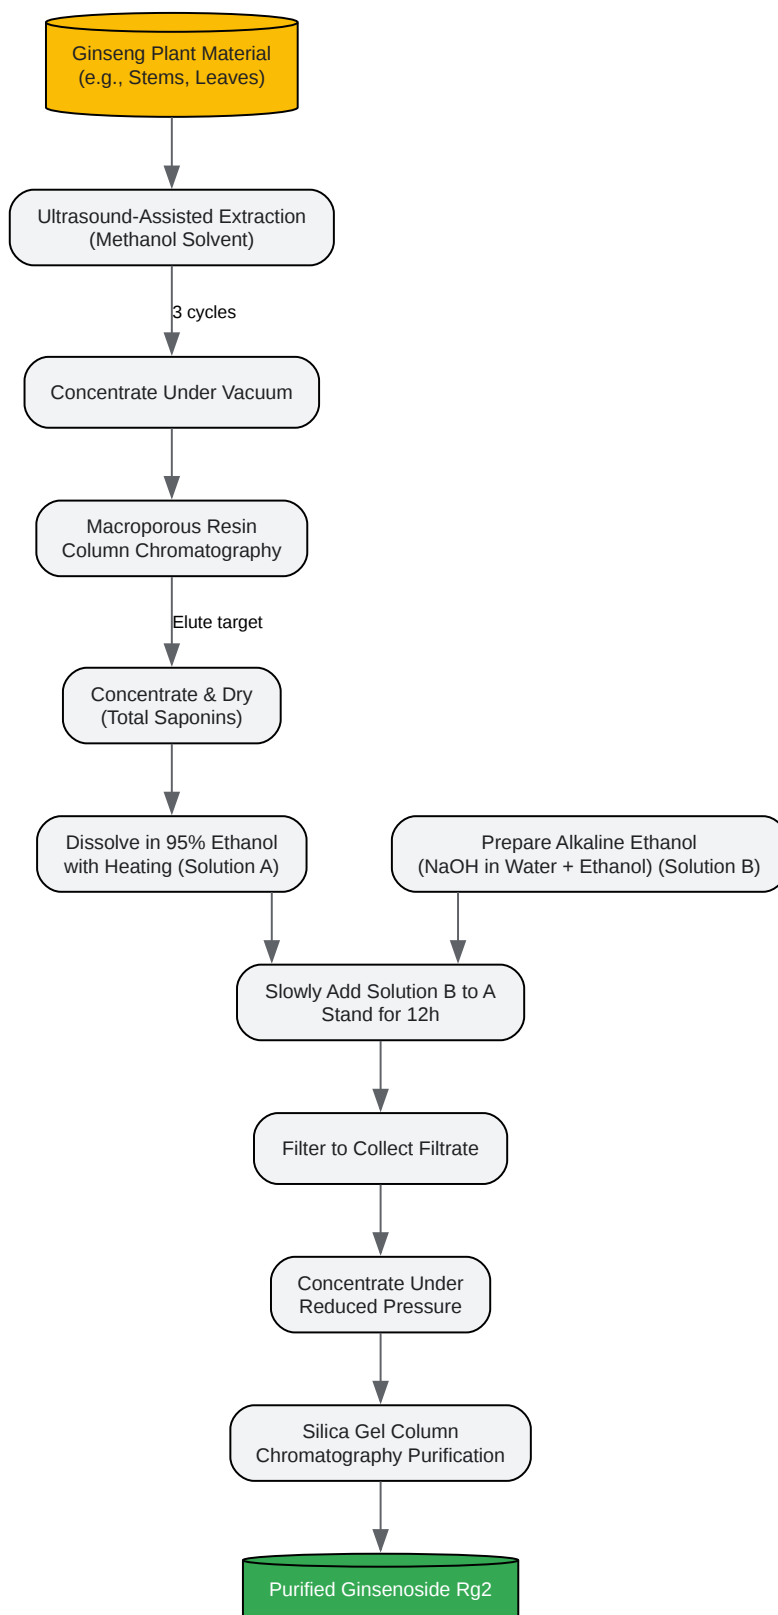 Ginseng Plant Material
(e.g., Stems, Leaves)
Ultrasound-Assisted Extraction
(Methanol Solvent)
3 cycles
Concentrate Under Vacuum
Macroporous Resin
Column Chromatography
Elute target
Concentrate & Dry
(Total Saponins)
Dissolve in 95% Ethanol
with Heating (Solution A)
Prepare Alkaline Ethanol
(NaOH in Water + Ethanol) (Solution B)
Slowly Add Solution B to A
Stand for 12h
Filter to Collect Filtrate
Concentrate Under
Reduced Pressure
Silica Gel Column
Chromatography Purification
Purified Ginsenoside Rg2